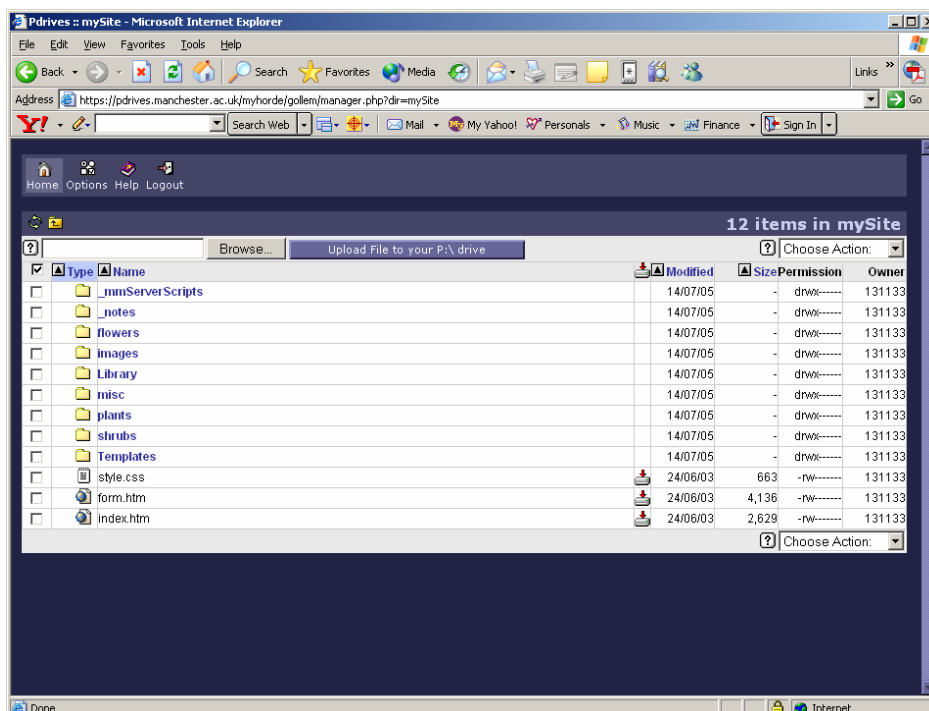 Pdrives :: mySite - Microsoft Internet Explorer
File Edit View Favorites Tools Help
Back Search Favorites Media Links »
Address https://pdrives.manchester.ac.uk/myhorde/gollem/manager.php?dir=mySite Go
Y! Search Web Mail My Yahoo! Personals Music Finance Sign In
Home Options Help Logout
12 items in mySite
? Browse... Upload File to your P:\ drive ? Choose Action:
Type Name Modified Size Permission Owner
_mmServerScripts 14/07/05 - drwx------ 131133
_notes 14/07/05 - drwx------ 131133
flowers 14/07/05 - drwx------ 131133
images 14/07/05 - drwx------ 131133
Library 14/07/05 - drwx------ 131133
misc 14/07/05 - drwx------ 131133
plants 14/07/05 - drwx------ 131133
shrubs 14/07/05 - drwx------ 131133
Templates 14/07/05 - drwx------ 131133
style.css 24/06/03 663 -rw------- 131133
form.htm 24/06/03 4,136 -rw------- 131133
index.htm 24/06/03 2,629 -rw------- 131133
? Choose Action:
Done Internet